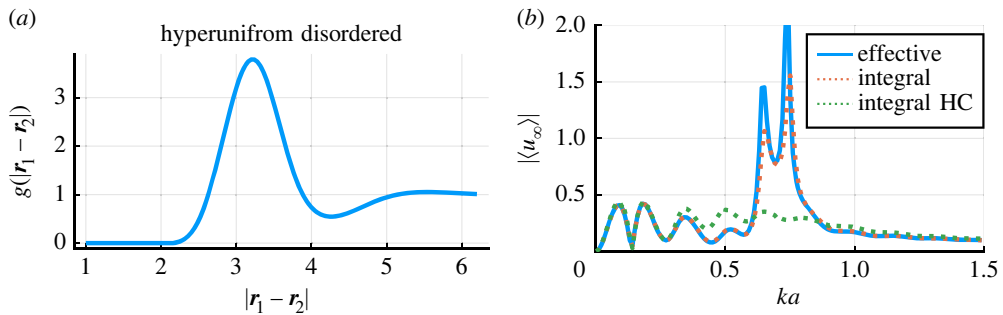 (a)
hyperunifrom disordered
g(|r₁ – r₂|)
3
2
1
0
1 2 3 4 5 6
|r₁ – r₂|
(b)
|⟨u∞⟩|
2.0
1.5
1.0
0.5
effective
integral
integral HC
0 0.5 1.0 1.5
ka